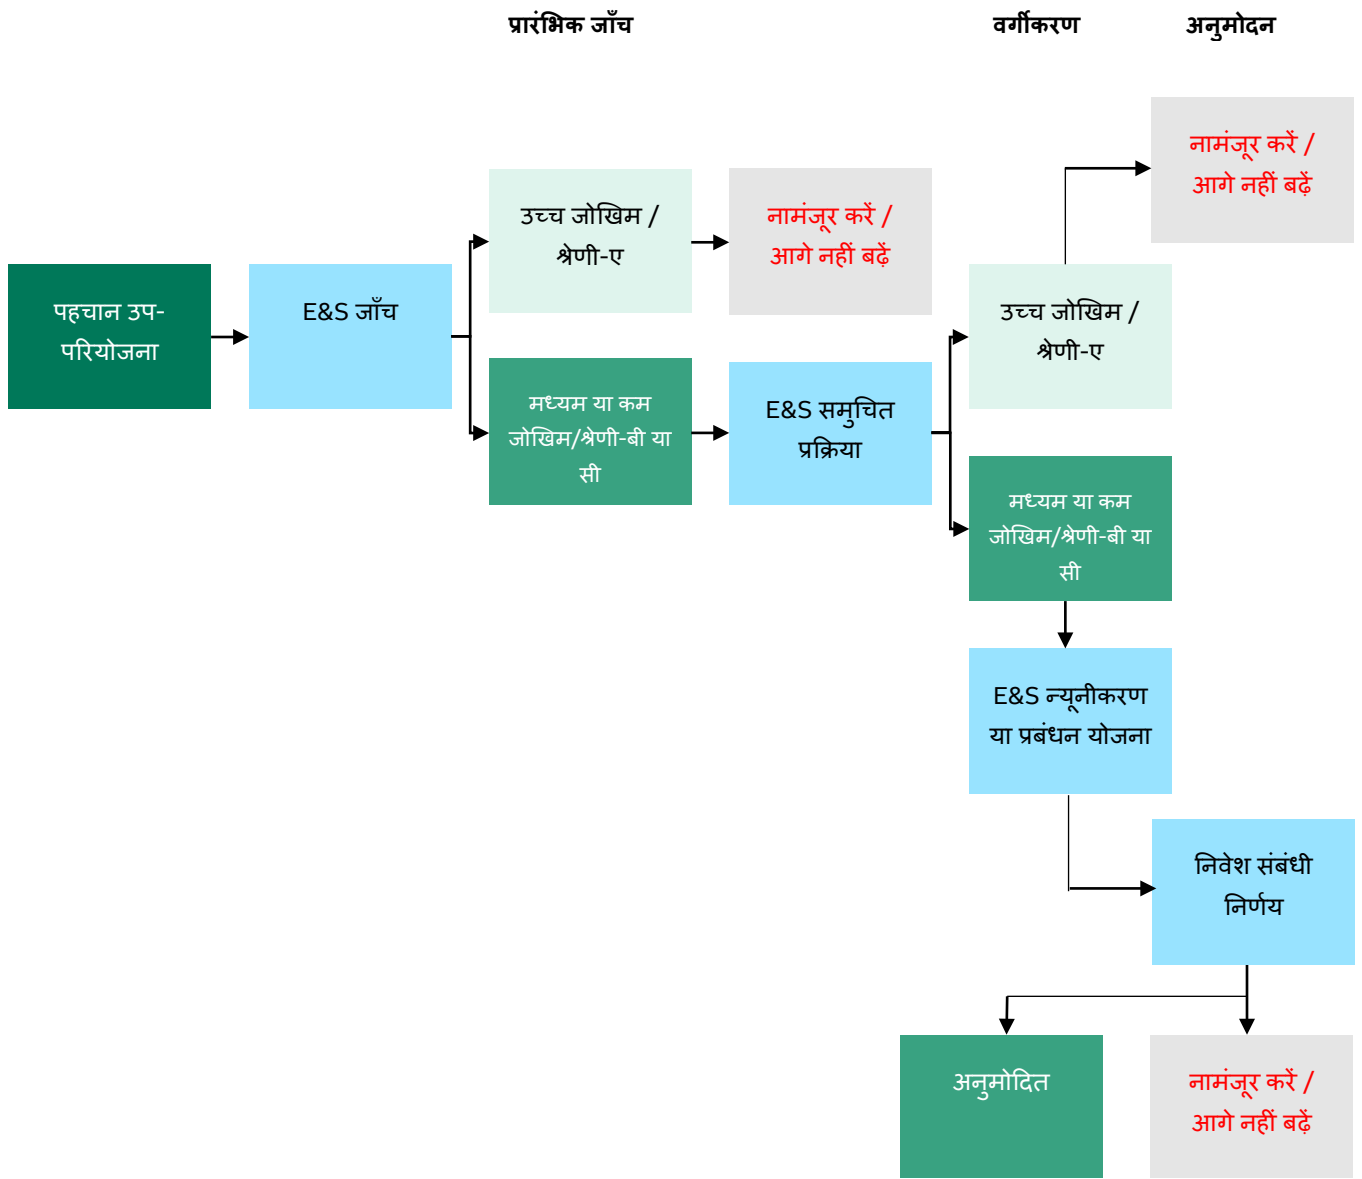 प्रारंभिक जाँच
वर्गीकरण
अनुमोदन
पहचान उप-
परियोजना
E&S जाँच
उच्च जोखिम /
श्रेणी-ए
नामंजूर करें /
आगे नहीं बढ़ें
मध्यम या कम
जोखिम/श्रेणी-बी या
सी
E&S समुचित
प्रक्रिया
उच्च जोखिम /
श्रेणी-ए
नामंजूर करें /
आगे नहीं बढ़ें
मध्यम या कम
जोखिम/श्रेणी-बी या
सी
E&S न्यूनीकरण
या प्रबंधन योजना
निवेश संबंधी
निर्णय
अनुमोदित
नामंजूर करें /
आगे नहीं बढ़ें